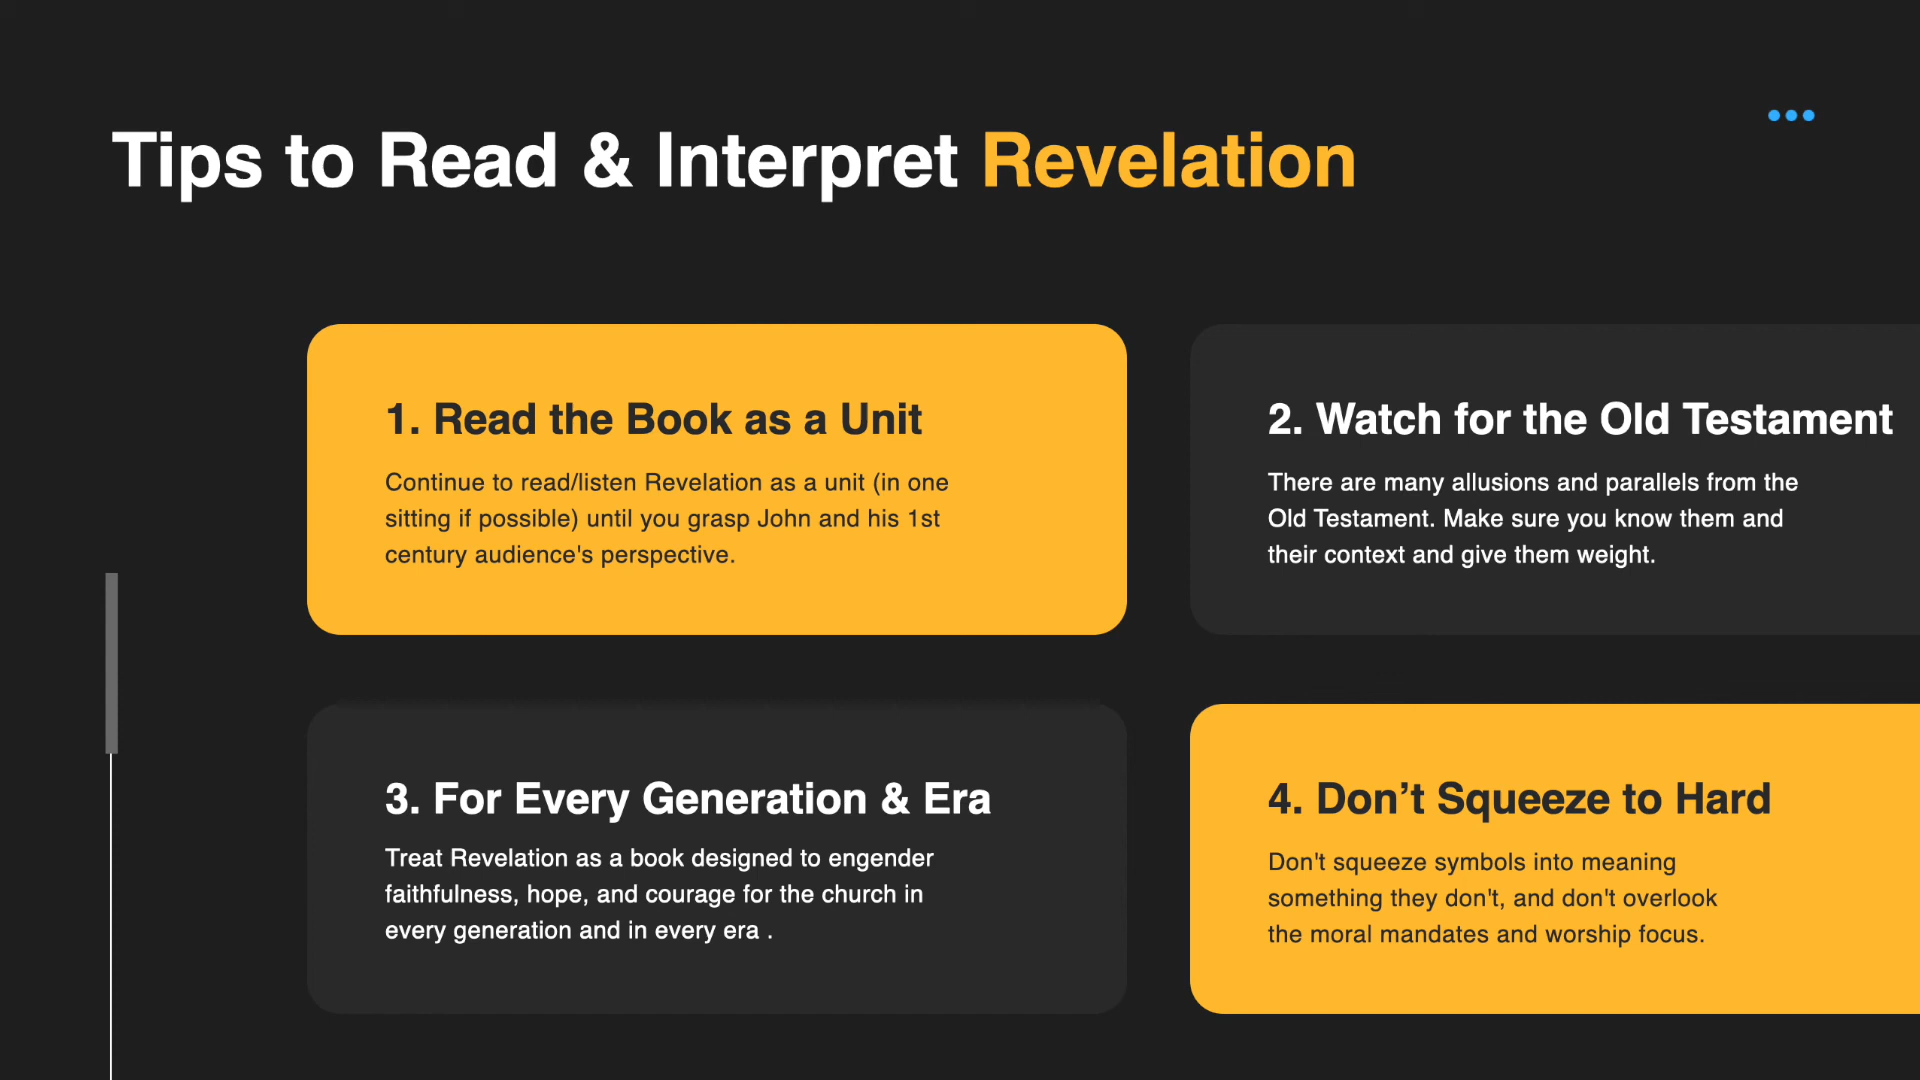 Tips to Read & Interpret Revelation
1. Read the Book as a Unit
Continue to read/listen Revelation as a unit (in one
sitting if possible) until you grasp John and his 1st
century audience's perspective.
2. Watch for the Old Testament
There are many allusions and parallels from the
Old Testament. Make sure you know them and
their context and give them weight.
3. For Every Generation & Era
Treat Revelation as a book designed to engender
faithfulness, hope, and courage for the church in
every generation and in every era .
4. Don’t Squeeze to Hard
Don't squeeze symbols into meaning
something they don't, and don't overlook
the moral mandates and worship focus.